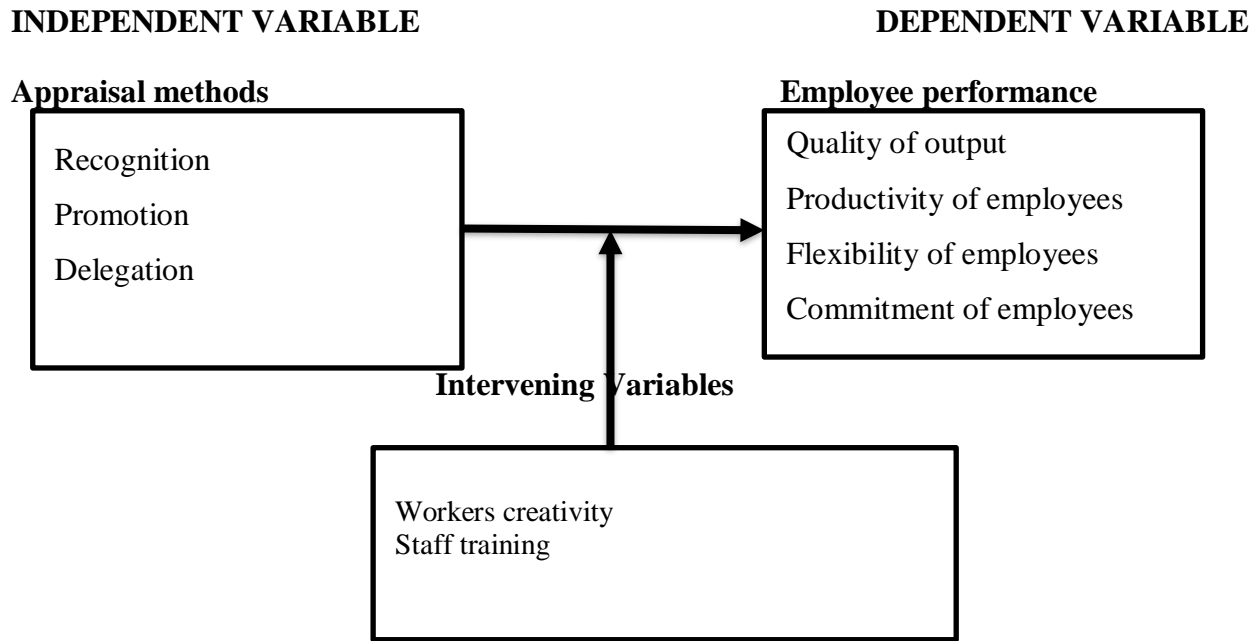 INDEPENDENT VARIABLE
DEPENDENT VARIABLE
Appraisal methods
Employee performance
Recognition
Promotion
Delegation
Quality of output
Productivity of employees
Flexibility of employees
Commitment of employees
Intervening Variables
Workers creativity
Staff training